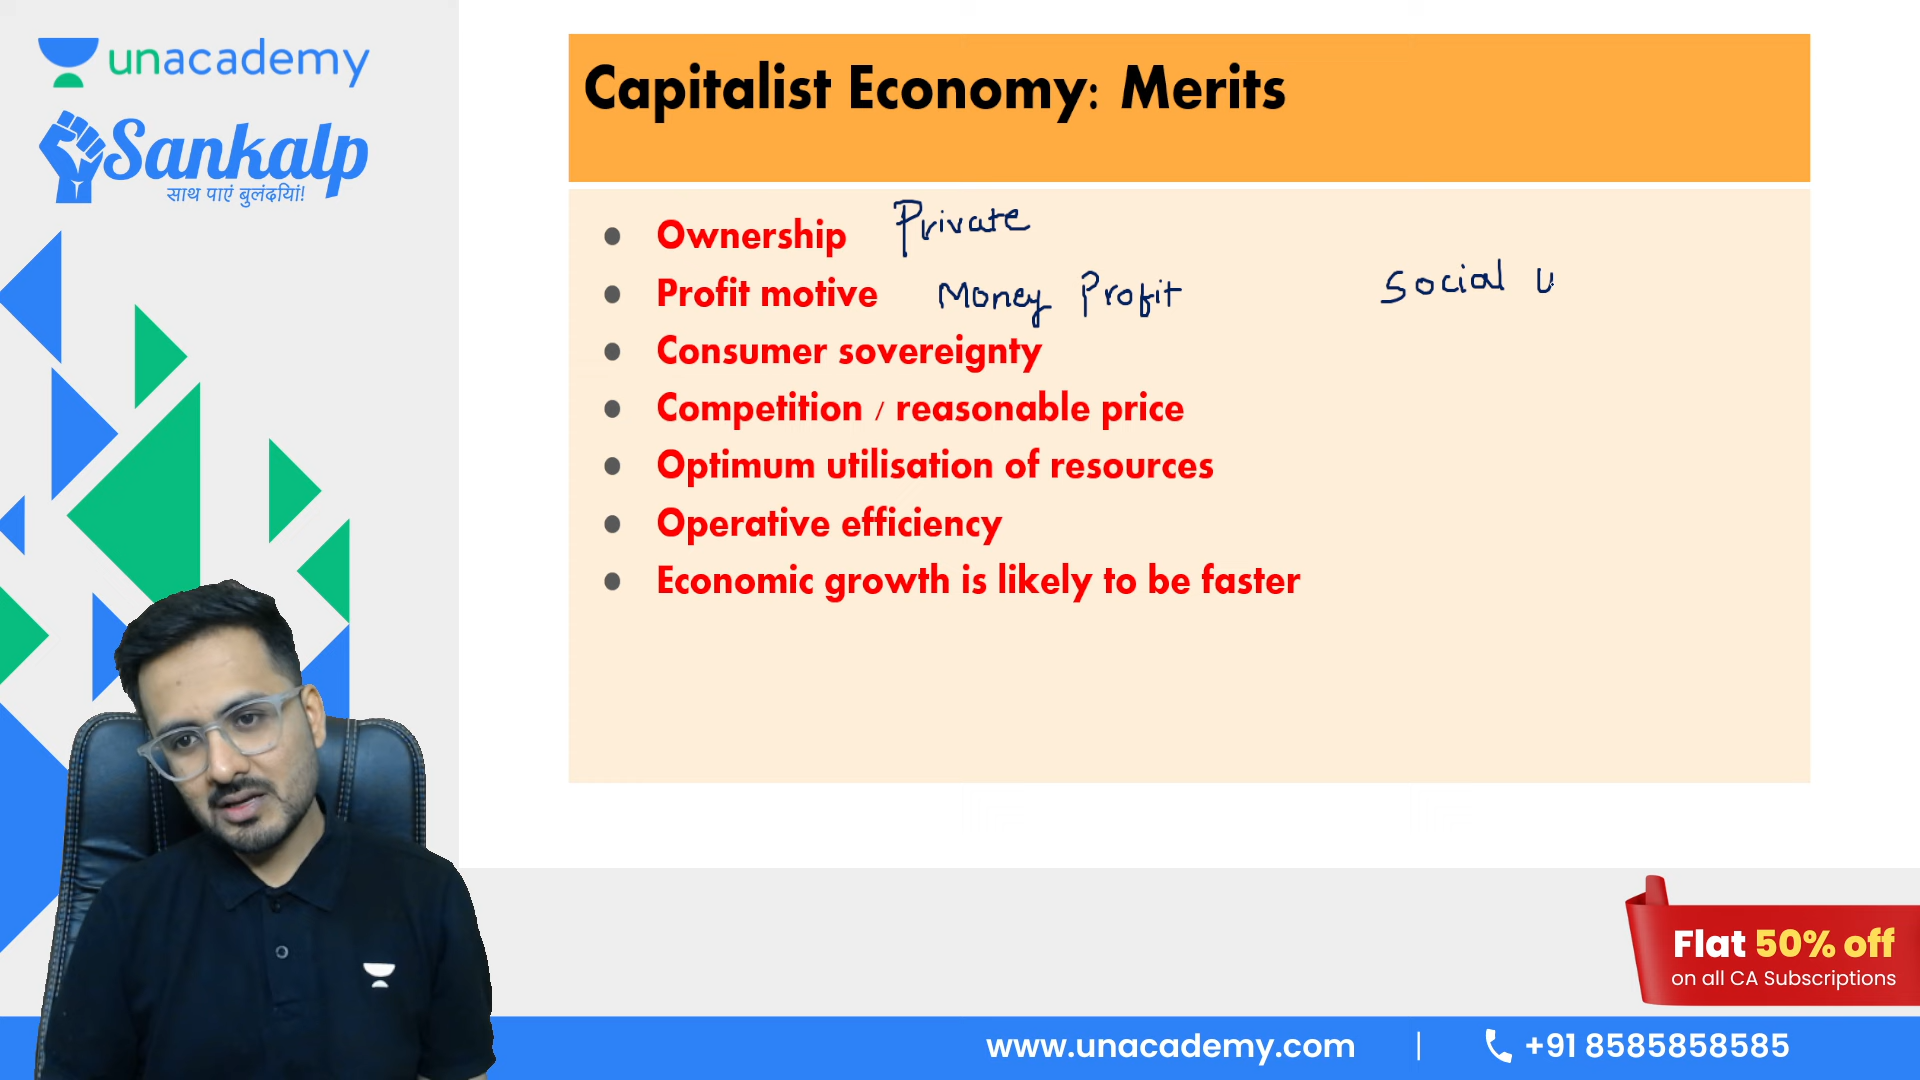 unacademy
Sankalp
साथ पाएं बुलंदियां!
Capitalist Economy: Merits
Ownership Private
Profit motive Money Profit Social
Consumer sovereignty
Competition / reasonable price
Optimum utilisation of resources
Operative efficiency
Economic growth is likely to be faster
Flat 50% off
on all CA Subscriptions
www.unacademy.com | +91 8585858585